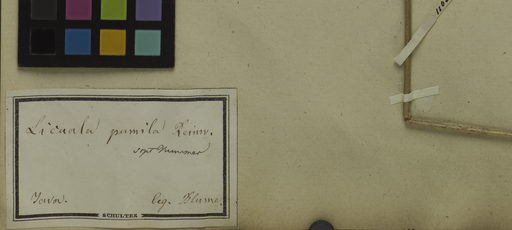 Licuala pumila Reinw.
Java.
leg. Blume.
SCHULTES